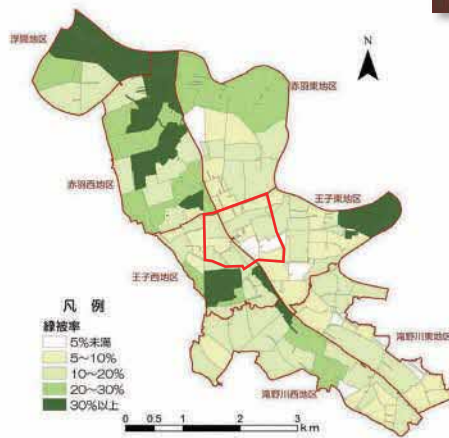 浮間地区
N
赤羽東地区
赤羽西地区
王子東地区
王子西地区
凡 例
緑被率
5%未満
5～10%
10～20%
20～30%
30%以上
滝野川東地区
滝野川西地区
0 0.5 1 2 3
km